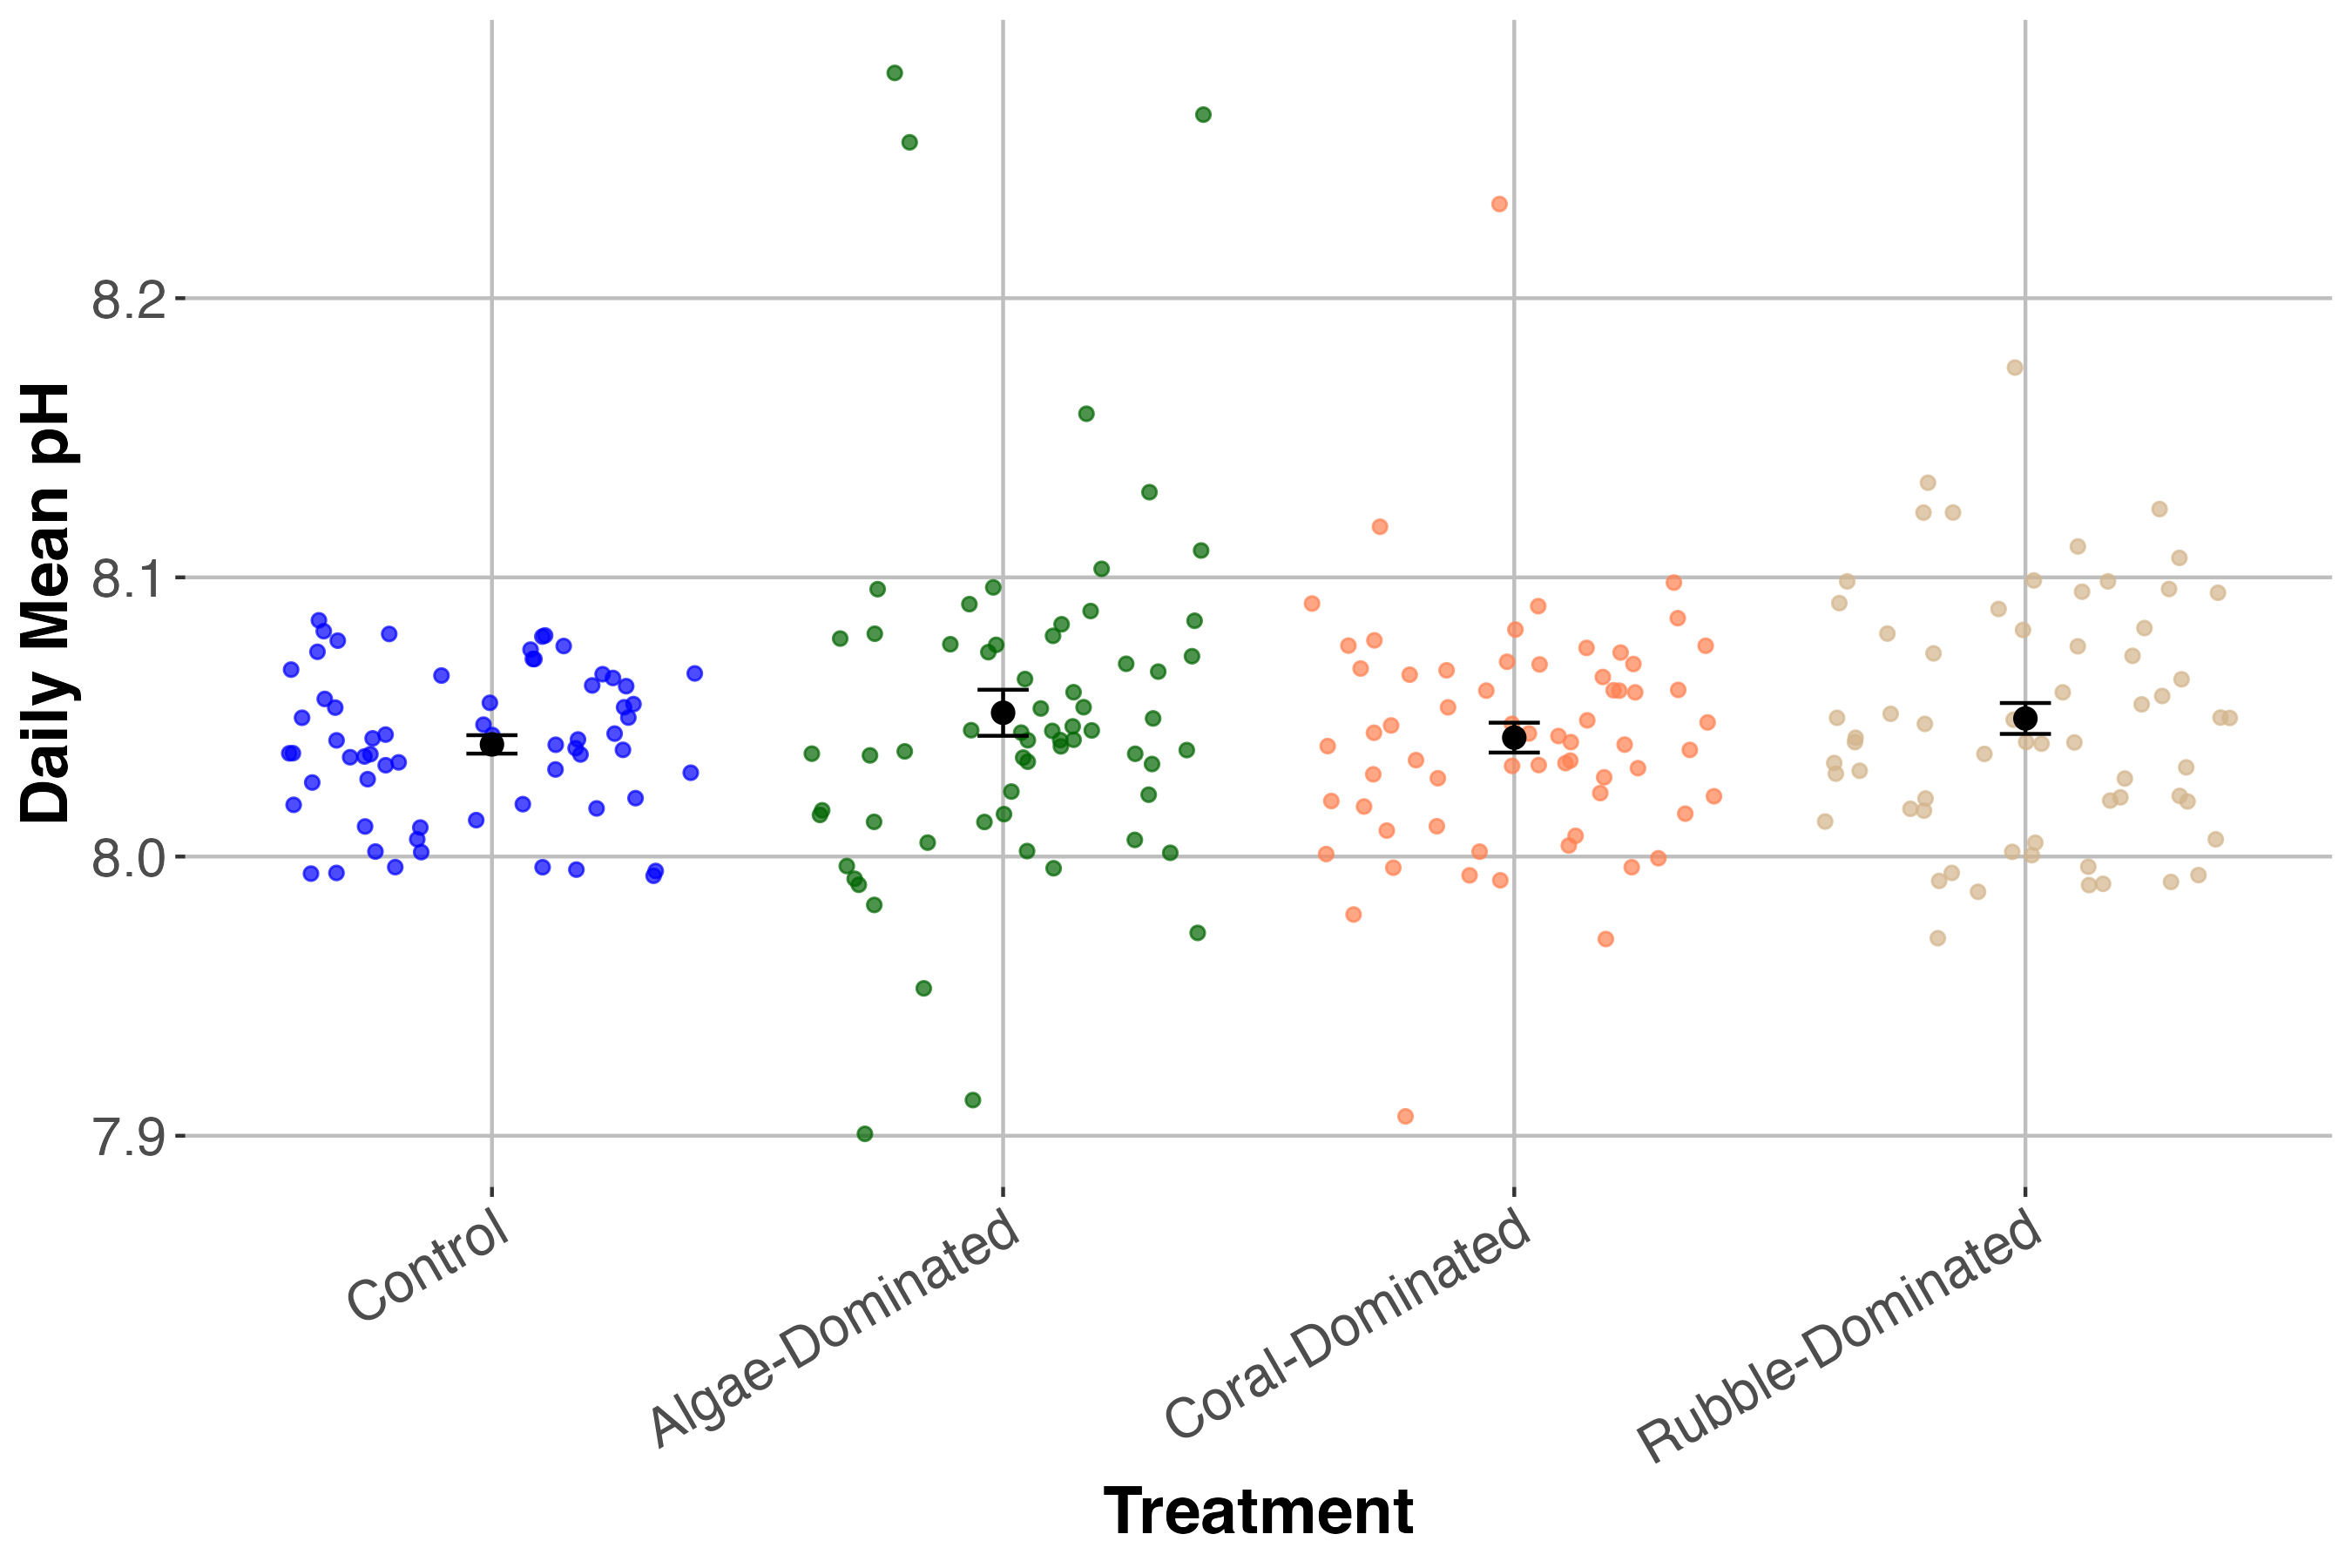 Daily Mean pH
8.2
8.1
8.0
7.9
Control
Algae-Dominated
Coral-Dominated
Rubble-Dominated
Treatment